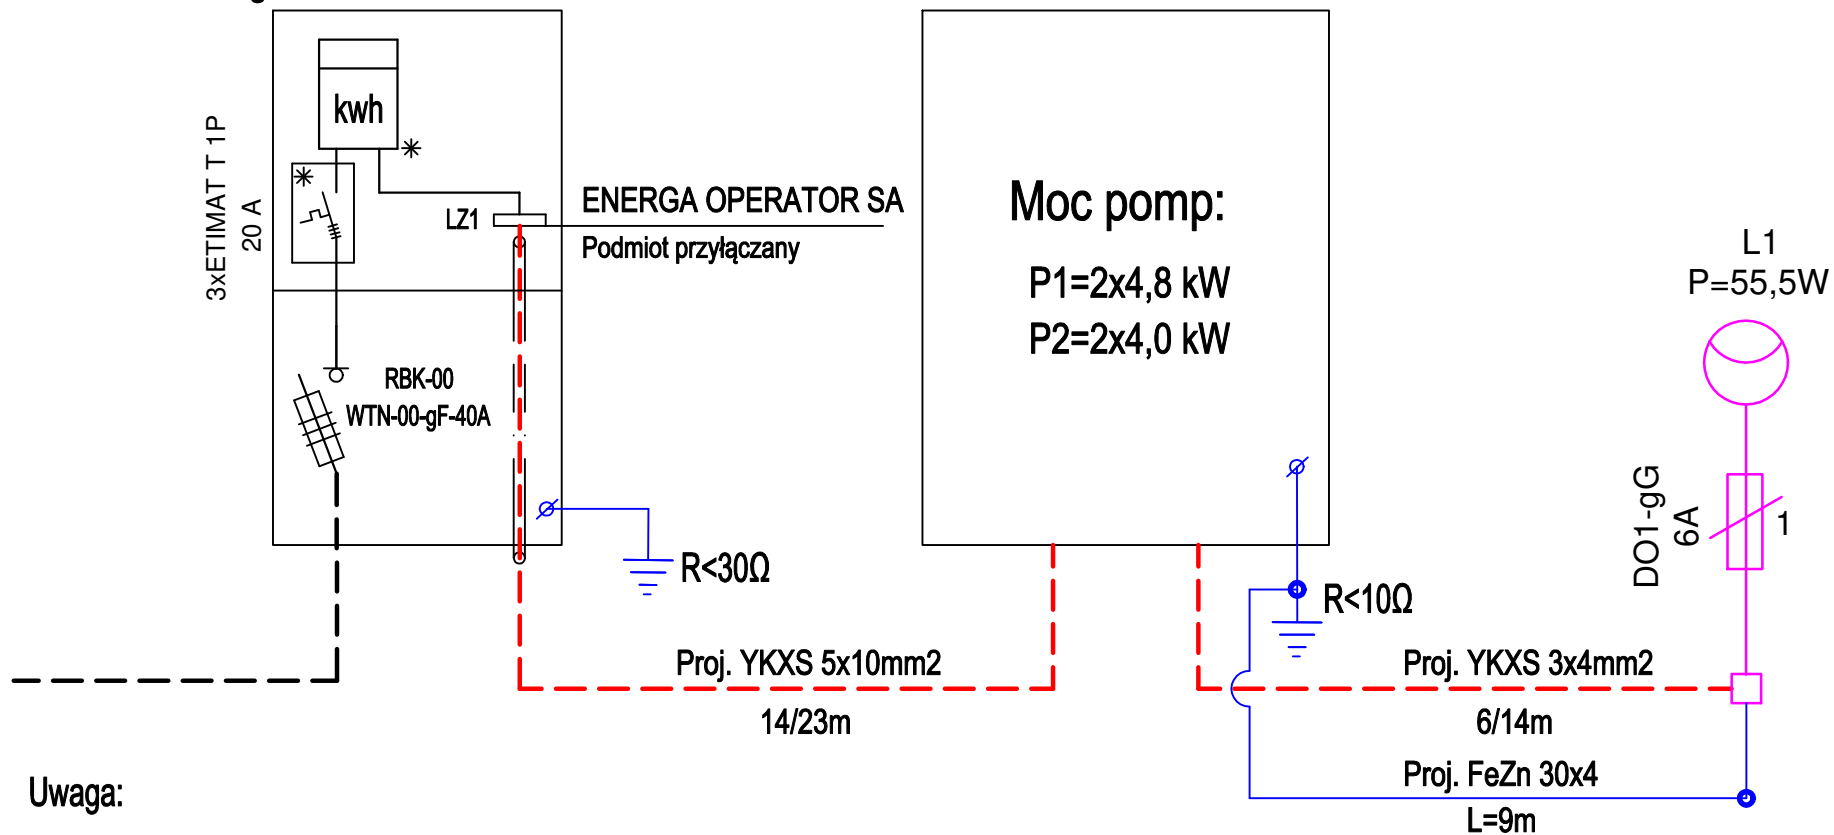 kwh
3xETIMAT T 1P
20 A
LZ1
ENERGA OPERATOR SA
Podmiot przyłączany
RBK-00
WTN-00-gF-40A
R<30Ω
Moc pomp:
P1=2x4,8 kW
P2=2x4,0 kW
L1
P=55,5W
DO1-gG
6A
1
R<10Ω
Proj. YKXS 5x10mm2
14/23m
Proj. YKXS 3x4mm2
6/14m
Proj. FeZn 30x4
L=9m
Uwaga: